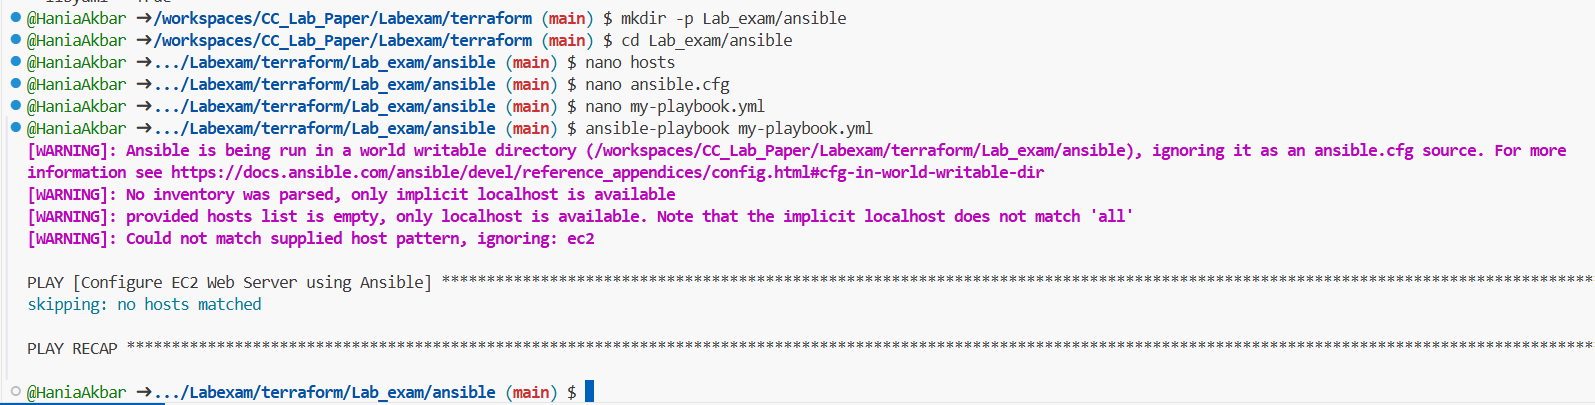 @HaniaAkbar ➜/workspaces/CC_Lab_Paper/Labexam/terraform (main) $ mkdir -p Lab_exam/ansible
@HaniaAkbar ➜/workspaces/CC_Lab_Paper/Labexam/terraform (main) $ cd Lab_exam/ansible
@HaniaAkbar ➜.../Labexam/terraform/Lab_exam/ansible (main) $ nano hosts
@HaniaAkbar ➜.../Labexam/terraform/Lab_exam/ansible (main) $ nano ansible.cfg
@HaniaAkbar ➜.../Labexam/terraform/Lab_exam/ansible (main) $ nano my-playbook.yml
@HaniaAkbar ➜.../Labexam/terraform/Lab_exam/ansible (main) $ ansible-playbook my-playbook.yml
[WARNING]: Ansible is being run in a world writable directory (/workspaces/CC_Lab_Paper/Labexam/terraform/Lab_exam/ansible), ignoring it as an ansible.cfg source. For more
information see https://docs.ansible.com/ansible/devel/reference_appendices/config.html#cfg-in-world-writable-dir
[WARNING]: No inventory was parsed, only implicit localhost is available
[WARNING]: provided hosts list is empty, only localhost is available. Note that the implicit localhost does not match 'all'
[WARNING]: Could not match supplied host pattern, ignoring: ec2
PLAY [Configure EC2 Web Server using Ansible] ********************************************************************************************************************************
skipping: no hosts matched
PLAY RECAP *******************************************************************************************************************************************************************
@HaniaAkbar ➜.../Labexam/terraform/Lab_exam/ansible (main) $